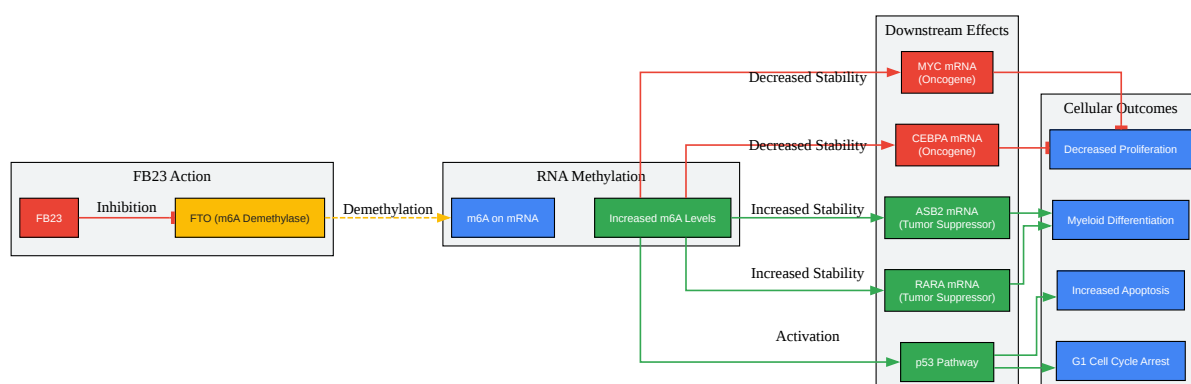 FB23 Action
FB23
Inhibition
FTO (m6A Demethylase)
Demethylation
RNA Methylation
m6A on mRNA
Increased m6A Levels
Decreased Stability
Decreased Stability
Increased Stability
Increased Stability
Activation
Downstream Effects
MYC mRNA
(Oncogene)
CEBPA mRNA
(Oncogene)
ASB2 mRNA
(Tumor Suppressor)
RARA mRNA
(Tumor Suppressor)
p53 Pathway
Cellular Outcomes
Decreased Proliferation
Myeloid Differentiation
Increased Apoptosis
G1 Cell Cycle Arrest